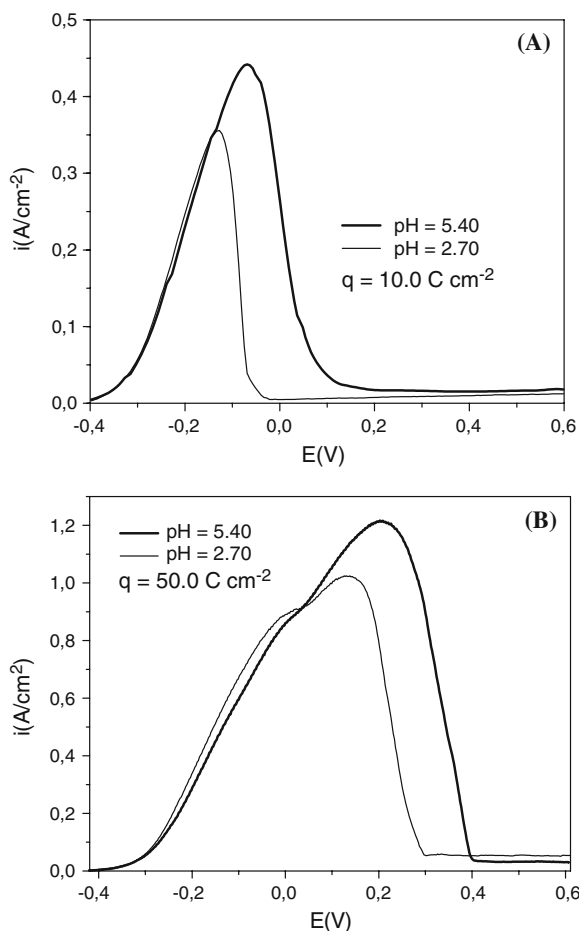 (A)
i(A/cm-2)
0,5
0,4
0,3
0,2
0,1
0,0
pH = 5.40
pH = 2.70
q = 10.0 C cm-2
-0,4 -0,2 0,0 0,2 0,4 0,6
E(V)
(B)
i(A/cm2)
1,2
1,0
0,8
0,6
0,4
0,2
0,0
pH = 5.40
pH = 2.70
q = 50.0 C cm-2
-0,4 -0,2 0,0 0,2 0,4 0,6
E(V)